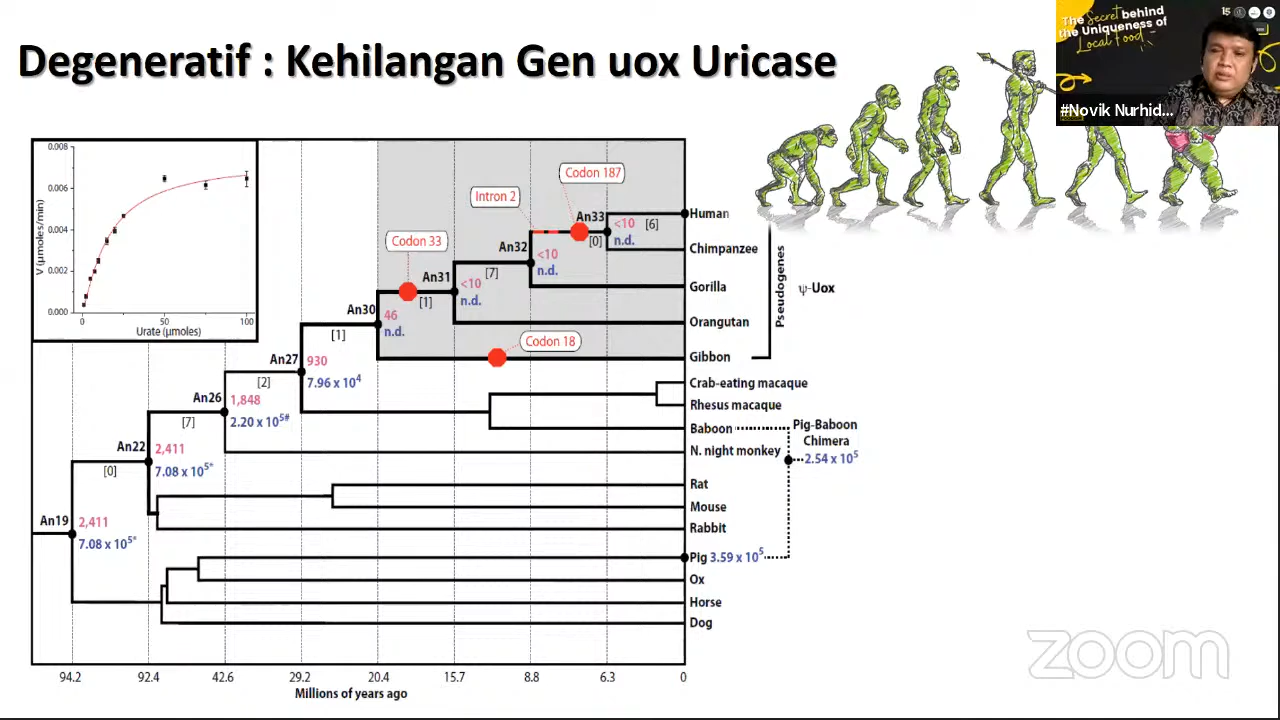 Degeneratif : Kehilangan Gen uox Uricase
The Secret behind
the Uniqueness of
Local Food
15
#Novik Nurhid...
0.008
0.006
0.004
0.002
0.000
V (μmoles/min)
0
25
50
75
100
Urate (μmoles)
Codon 187
Intron 2
Codon 33
Codon 18
An33
<10
n.d.
[6]
[0]
An32
<10
n.d.
[7]
An31
<10
n.d.
[1]
An30
46
n.d.
[1]
An27
930
7.96 x 10⁴
[2]
An26
1,848
2.20 x 10⁵#
[7]
An22
2,411
7.08 x 10⁵*
[0]
An19
2,411
7.08 x 10⁵*
Human
Chimpanzee
Gorilla
Orangutan
Gibbon
Pseudogenes
ψ-Uox
Crab-eating macaque
Rhesus macaque
Baboon
N. night monkey
Pig-Baboon
Chimera
2.54 x 10⁵
Rat
Mouse
Rabbit
Pig 3.59 x 10⁵
Ox
Horse
Dog
94.2 92.4 42.6 29.2 20.4 15.7 8.8 6.3 0
Millions of years ago
zoom